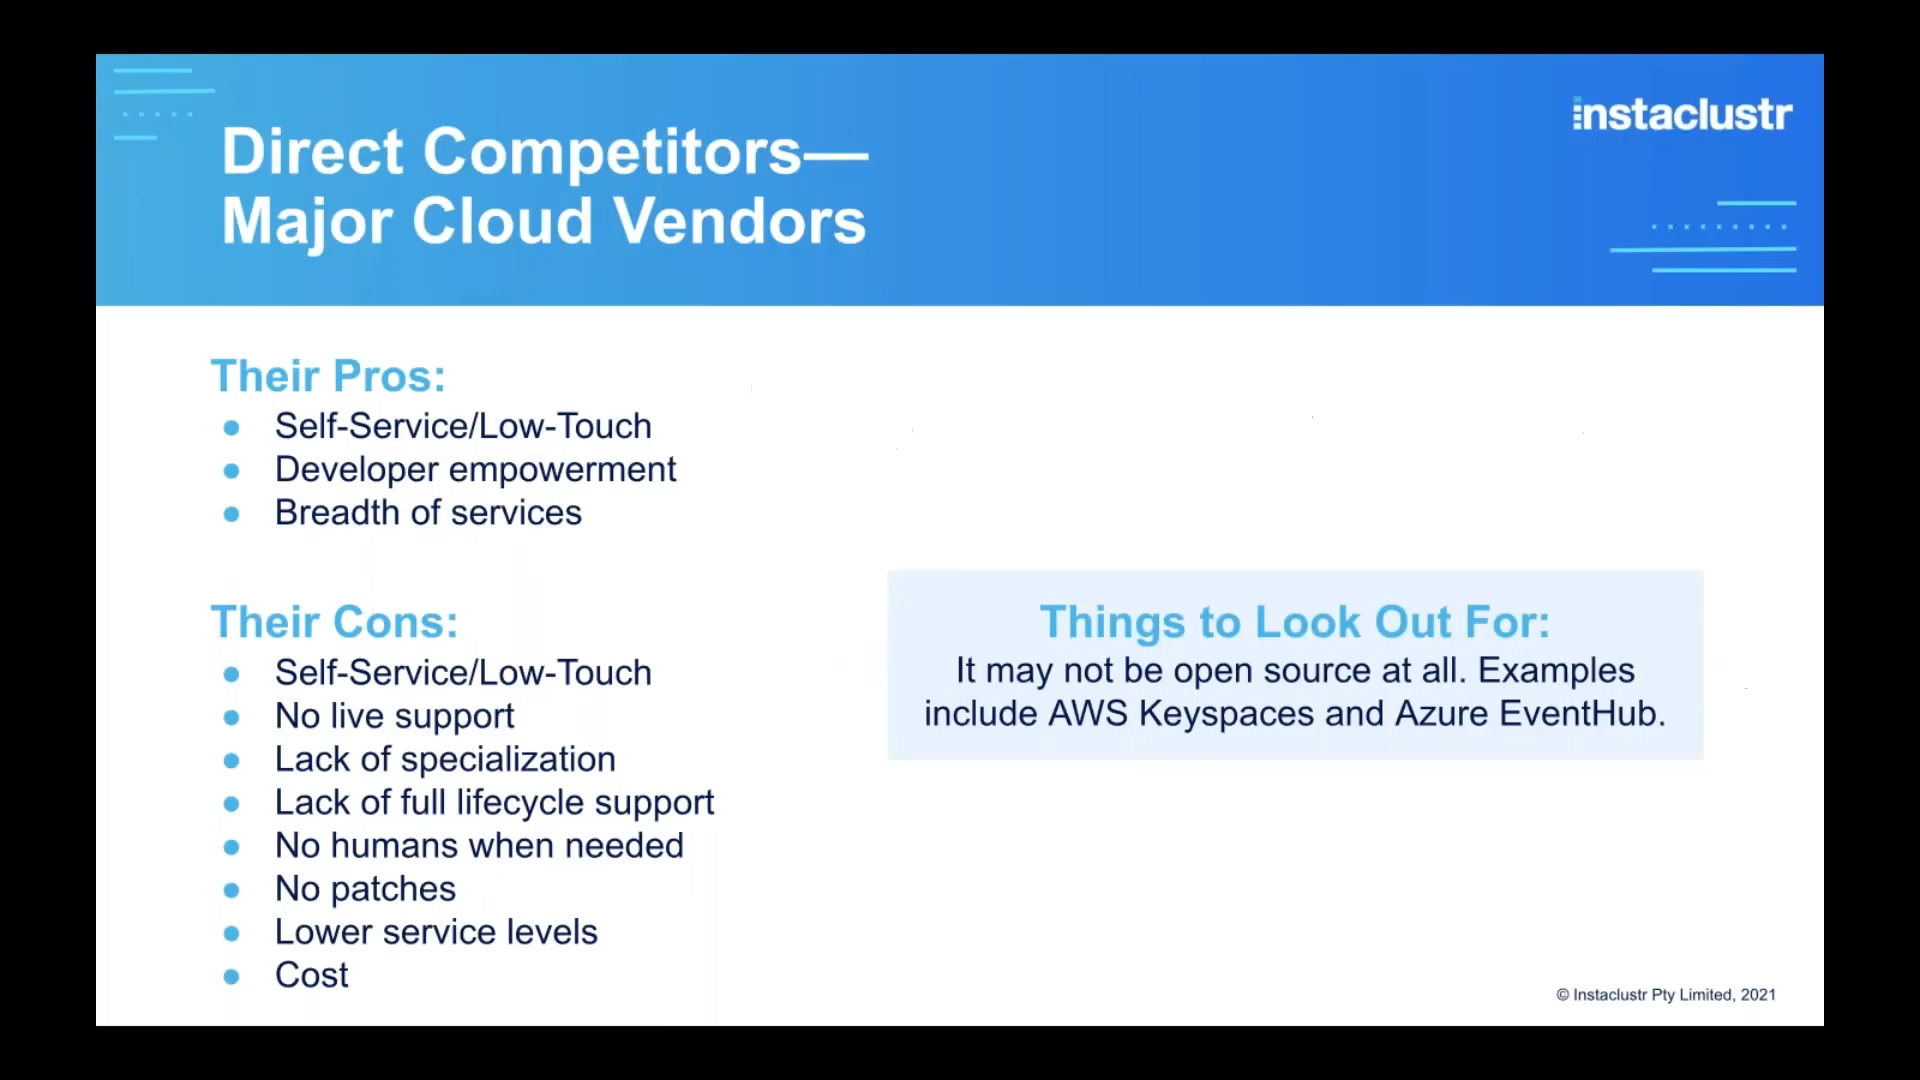 instaclustr
Direct Competitors—
Major Cloud Vendors
Their Pros:
● Self-Service/Low-Touch
● Developer empowerment
● Breadth of services
Their Cons:
● Self-Service/Low-Touch
● No live support
● Lack of specialization
● Lack of full lifecycle support
● No humans when needed
● No patches
● Lower service levels
● Cost
Things to Look Out For:
It may not be open source at all. Examples
include AWS Keyspaces and Azure EventHub.
© Instaclustr Pty Limited, 2021